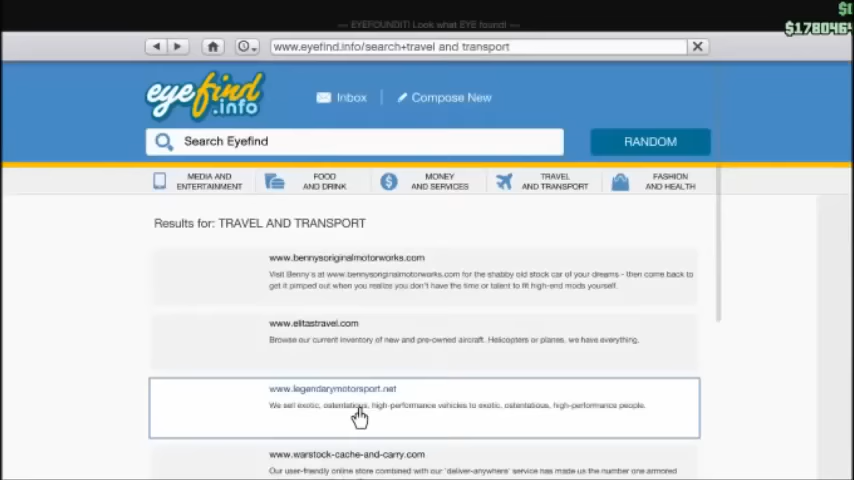 — EYEFOUNDIT! Look what EYE found! —
$1
$1780464
www.eyefind.info/search+travel and transport
eyefind.info
Inbox
Compose New
Search Eyefind
RANDOM
MEDIA AND ENTERTAINMENT
FOOD AND DRINK
MONEY AND SERVICES
TRAVEL AND TRANSPORT
FASHION AND HEALTH
Results for: TRAVEL AND TRANSPORT
www.bennysoriginalmotorworks.com
Visit Benny's at www.bennysoriginalmotorworks.com for the shabby old stock car of your dreams - then come back to
get it pimped out when you realize you don't have the time or talent to fit high-end mods yourself.
www.elitastravel.com
Browse our current inventory of new and pre-owned aircraft. Helicopters or planes, we have everything.
www.legendarymotorsport.net
We sell exotic, ostentatious, high-performance vehicles to exotic, ostentatious, high-performance people.
www.warstock-cache-and-carry.com
Our user-friendly online store combined with our 'deliver-anywhere' service has made us the number one armored